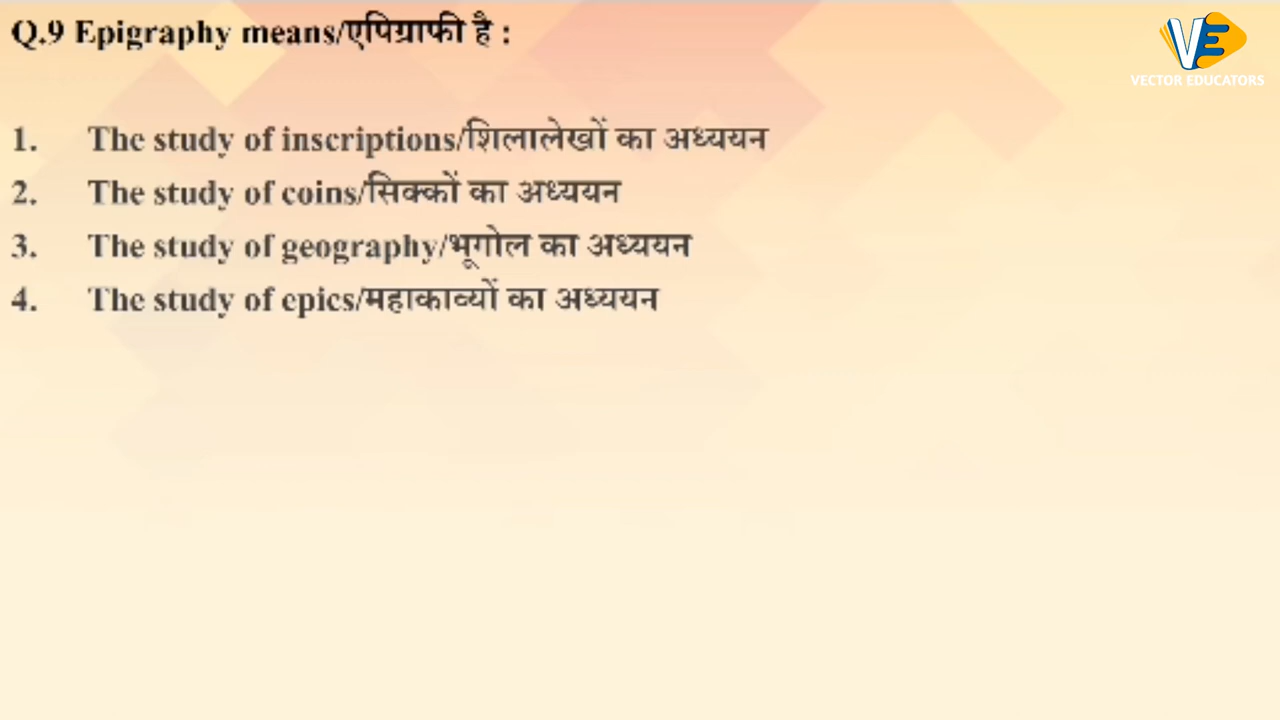 Q.9 Epigraphy means/एपिग्राफी है :
VECTOR EDUCATORS
1. The study of inscriptions/शिलालेखों का अध्ययन
2. The study of coins/सिक्कों का अध्ययन
3. The study of geography/भूगोल का अध्ययन
4. The study of epics/महाकाव्यों का अध्ययन